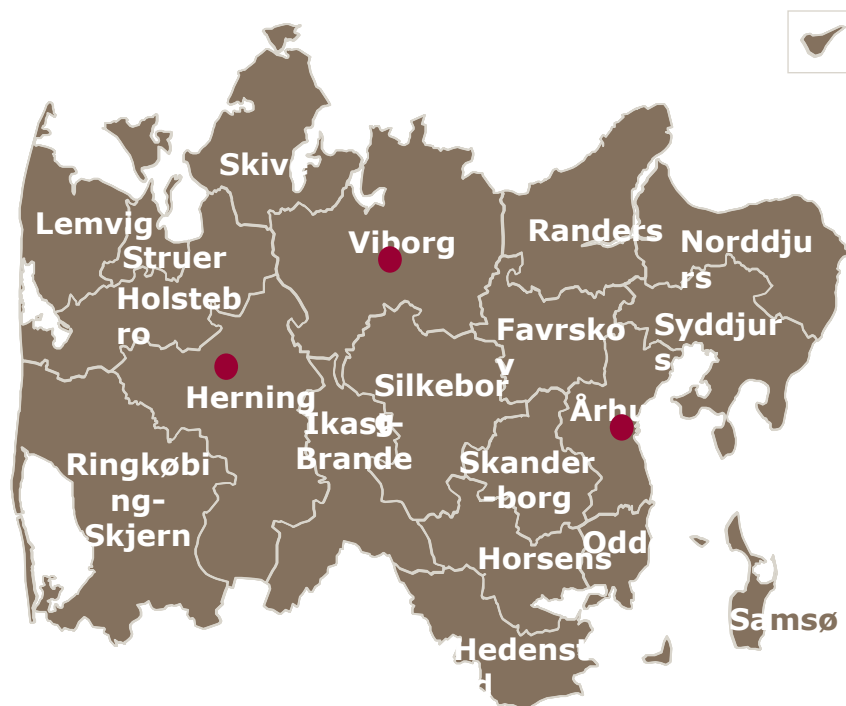 Skive
Lemvig
Struer
Viborg
Randers
Norddju
rs
Holsteb
ro
Favrsko
v
Syddjur
s
Herning
Silkebor
g
Århu
Ikast-
Brande
Ringkøbi
ng-
Skjern
Skander
-borg
Horsens
Odd
Samsø
Hedenst
d